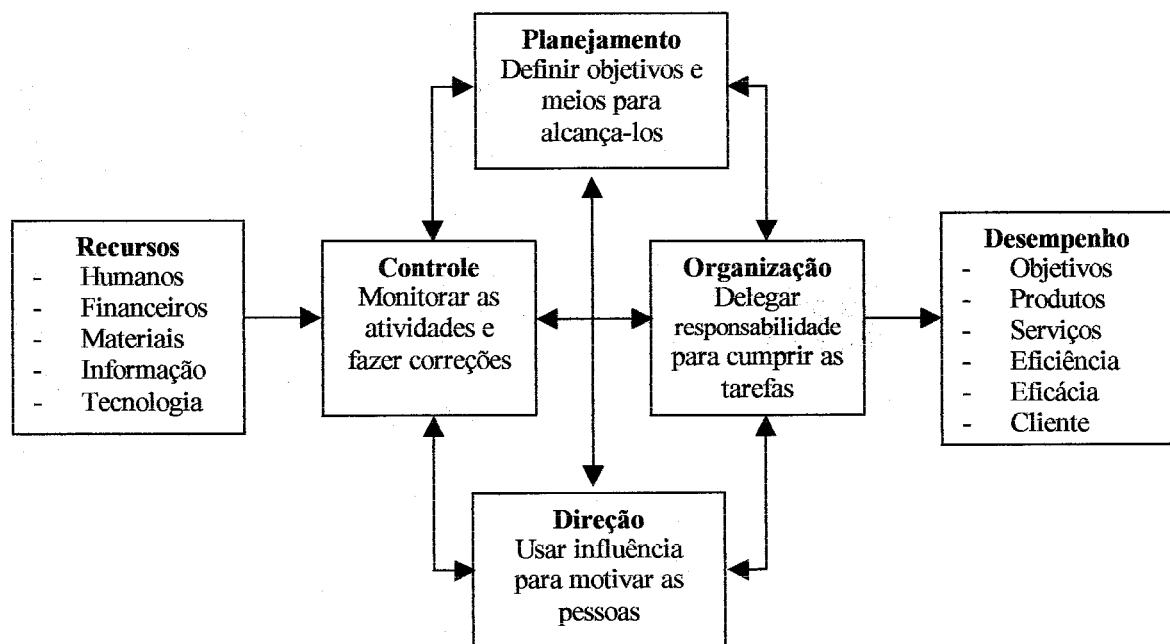 Planejamento
Definir objetivos e
meios para
alcança-los
Recursos
- Humanos
- Financeiros
- Materiais
- Informação
- Tecnologia
Controle
Monitorar as
atividades e
fazer correções
Organização
Delegar
responsabilidade
para cumprir as
tarefas
Desempenho
- Objetivos
- Produtos
- Serviços
- Eficiência
- Eficácia
- Cliente
Direção
Usar influência
para motivar as
pessoas